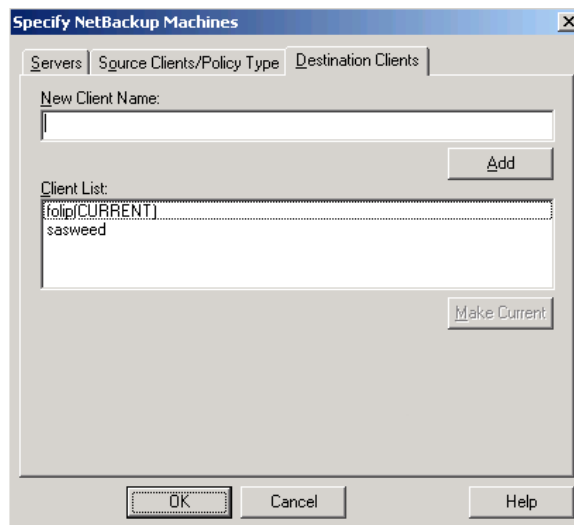 Specify NetBackup Machines
Servers Source Clients/Policy Type Destination Clients
New Client Name:
Add
Client List:
folip(CURRENT)
sasweed
Make Current
OK Cancel Help